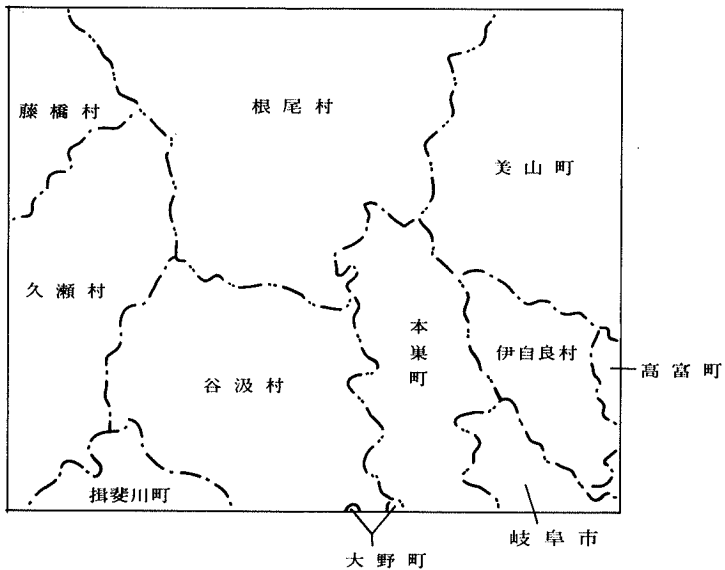 藤橋村
根尾村
美山町
久瀬村
本巣町
伊自良村
高富町
谷汲村
揖斐川町
岐阜市
大野町